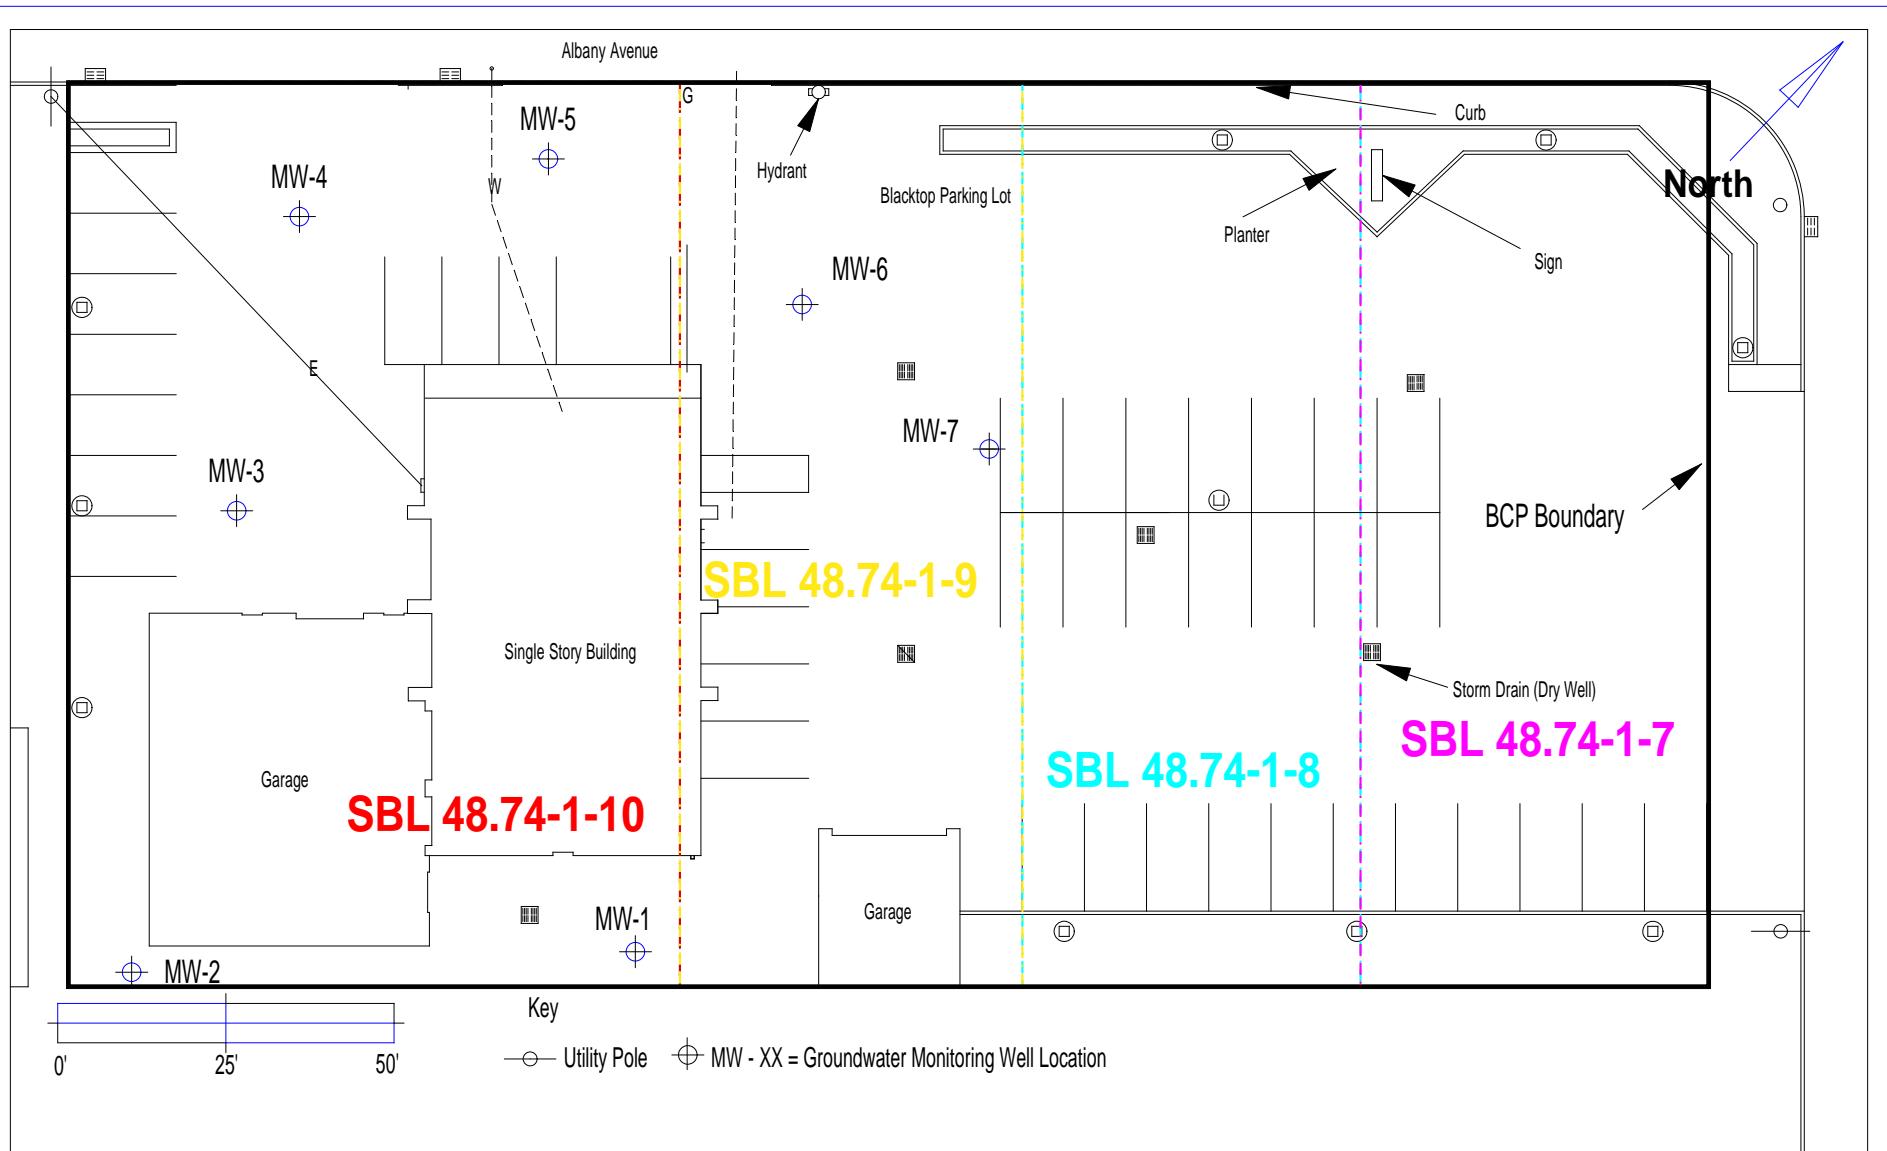 Albany Avenue
G
Curb
MW-5
Hydrant
MW-4
W
North
Blacktop Parking Lot
Planter
Sign
MW-6
E
MW-7
MW-3
BCP Boundary
SBL 48.74-1-9
Single Story Building
Storm Drain (Dry Well)
SBL 48.74-1-7
SBL 48.74-1-8
Garage
SBL 48.74-1-10
Garage
MW-1
MW-2
Key
0' 25' 50'
Utility Pole MW - XX = Groundwater Monitoring Well Location